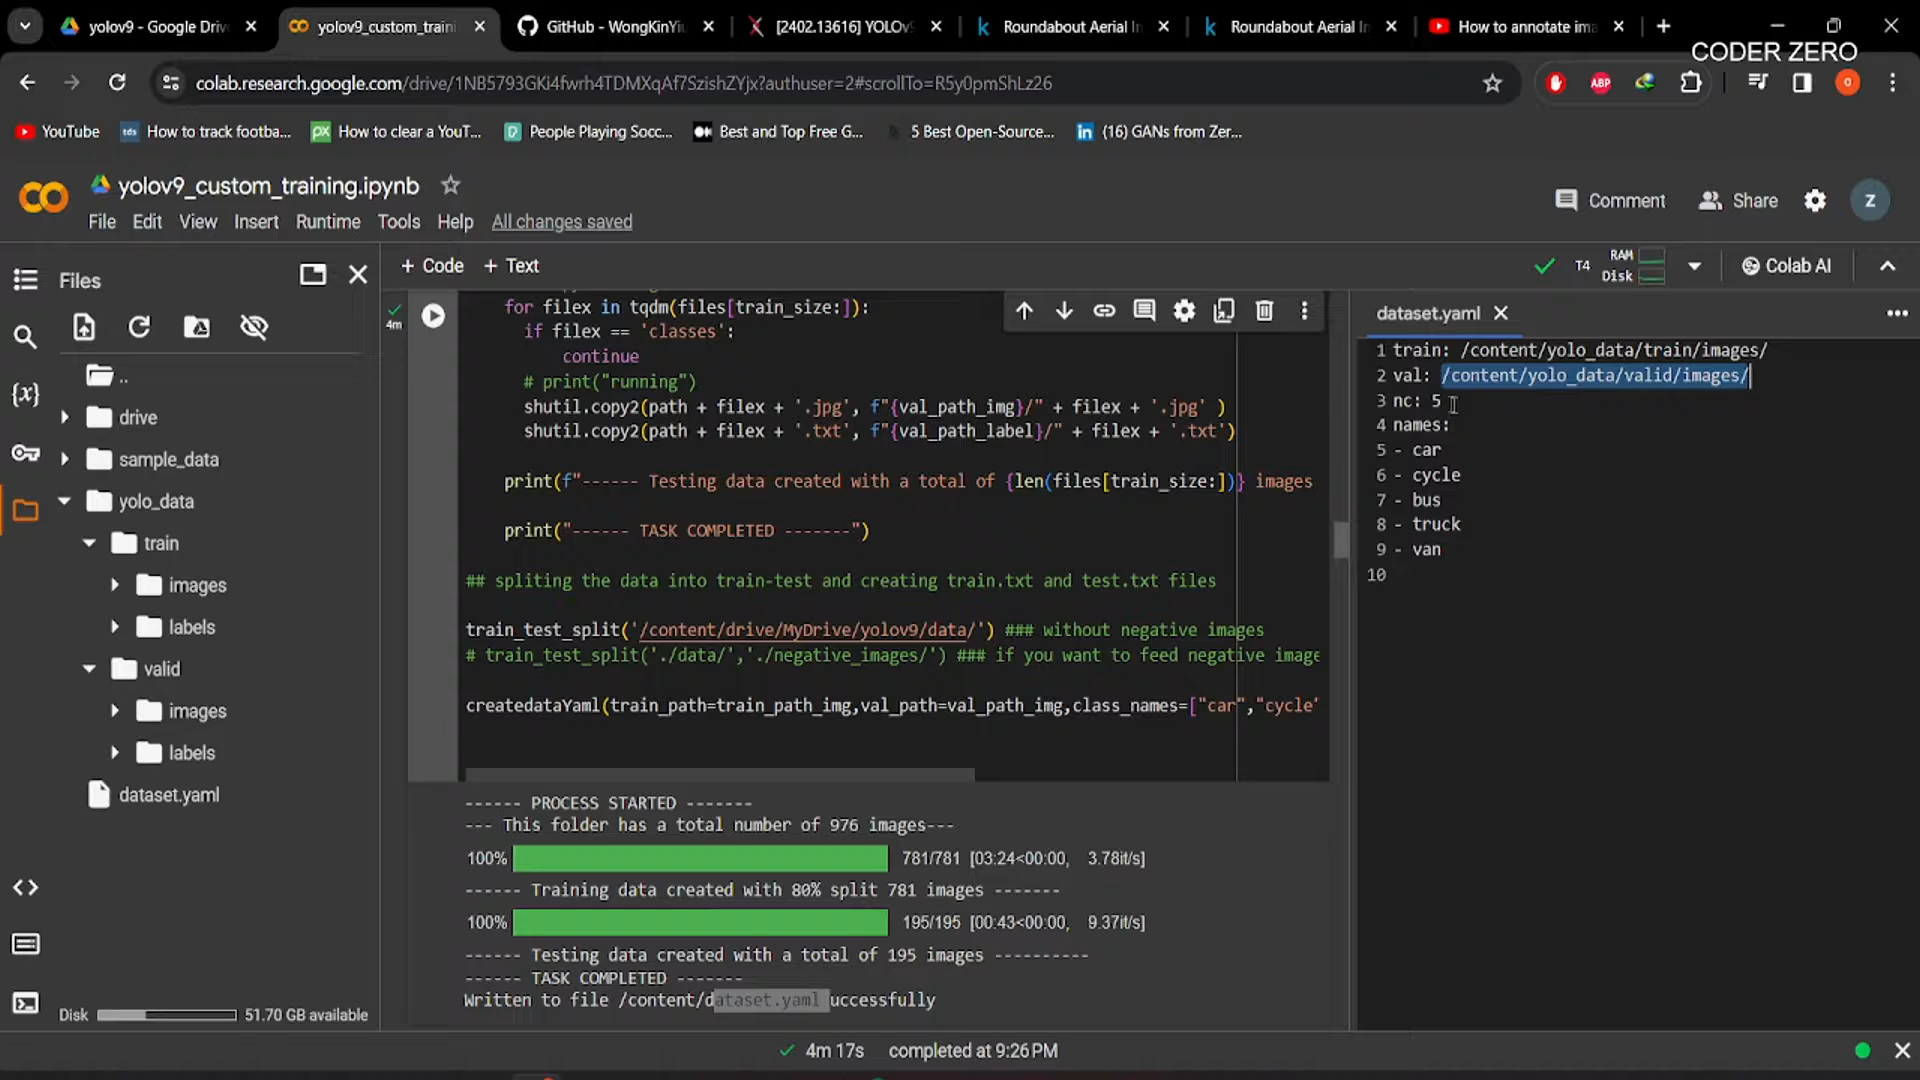 yolov9 - Google Driv
yolov9_custom_traini
GitHub - WongKinYiu
[2402.13616] YOLOv9
Roundabout Aerial Im
Roundabout Aerial In
How to annotate ima
CODER ZERO
colab.research.google.com/drive/1NB5793GKi4fwrh4TDMXqAf7SzishZYjx?authuser=2#scrollTo=R5y0pmShLz26
ABP
YouTube
tds How to track footba...
px How to clear a YouT...
People Playing Socc...
Best and Top Free G...
5 Best Open-Source...
in (16) GANs from Zer...
yolov9_custom_training.ipynb
File Edit View Insert Runtime Tools Help All changes saved
Comment
Share
Z
Files
+ Code + Text
T4
RAM
Disk
Colab AI
..
drive
sample_data
yolo_data
train
images
labels
valid
images
labels
dataset.yaml
Disk 51.70 GB available
4m
for filex in tqdm(files[train_size:]):
if filex == 'classes':
continue
# print("running")
shutil.copy2(path + filex + '.jpg', f"{val_path_img}/" + filex + '.jpg' )
shutil.copy2(path + filex + '.txt', f"{val_path_label}/" + filex + '.txt')
print(f"------ Testing data created with a total of {len(files[train_size:])} images
print("------ TASK COMPLETED -------")
## spliting the data into train-test and creating train.txt and test.txt files
train_test_split('/content/drive/MyDrive/yolov9/data/') ### without negative images
# train_test_split('./data/','./negative_images/') ### if you want to feed negative image
createdataYaml(train_path=train_path_img,val_path=val_path_img,class_names=["car","cycle"
------ PROCESS STARTED -------
--- This folder has a total number of 976 images---
100% 781/781 [03:24<00:00, 3.78it/s]
------ Training data created with 80% split 781 images -------
100% 195/195 [00:43<00:00, 9.37it/s]
------ Testing data created with a total of 195 images ----------
------ TASK COMPLETED -------
Written to file /content/dataset.yaml uccessfully
dataset.yaml
1 train: /content/yolo_data/train/images/
2 val: /content/yolo_data/valid/images/
3 nc: 5
4 names:
5 - car
6 - cycle
7 - bus
8 - truck
9 - van
10
4m 17s completed at 9:26 PM